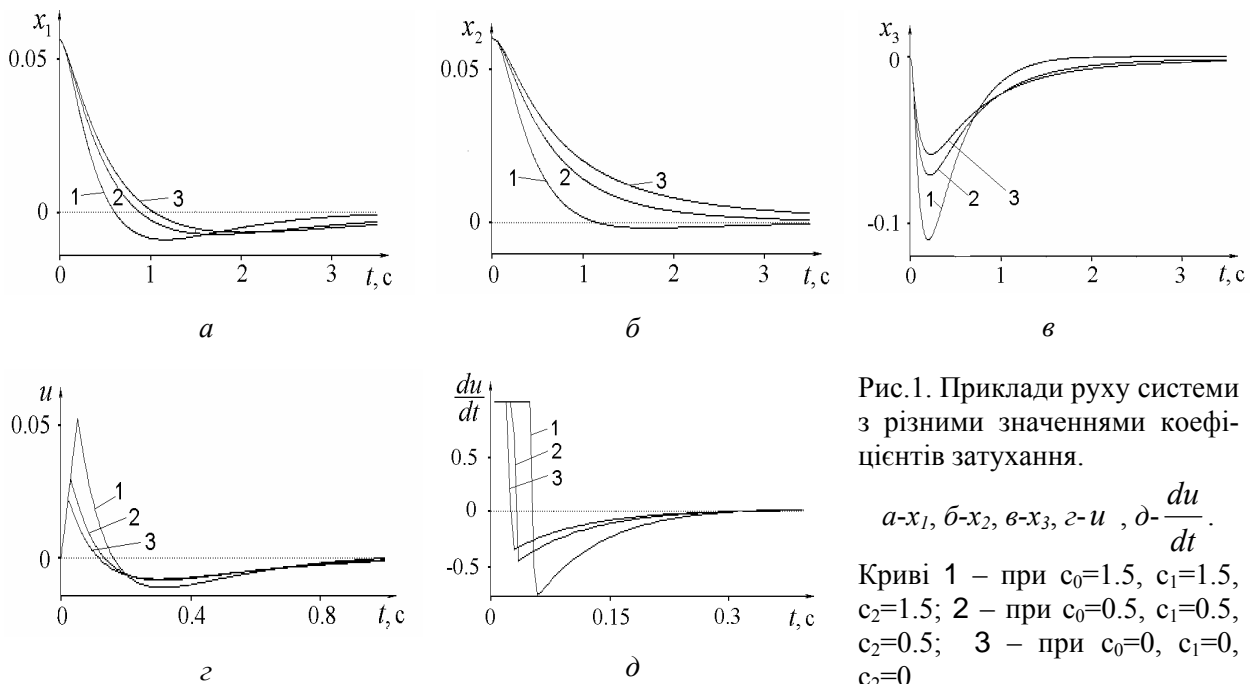 x₁
0.05
0
1
2
3
0
1
2
3
t, с
а
x₂
0.05
0
1
2
3
0
1
2
3
t, с
б
x₃
0
-0.1
1
2
3
0
1
2
3
t, с
в
u
0.05
0
1
2
3
0
0.4
0.8
t, с
г
du
dt
0.5
0
-0.5
1
2
3
0
0.15
0.3
t, с
д
Рис.1. Приклади руху системи
з різними значеннями коефі-
цієнтів затухання.
а-x₁, б-x₂, в-x₃, г-u , д- du/dt .
Криві 1 – при c₀=1.5, c₁=1.5,
c₂=1.5; 2 – при c₀=0.5, c₁=0.5,
c₂=0.5; 3 – при c₀=0, c₁=0,
c₂=0